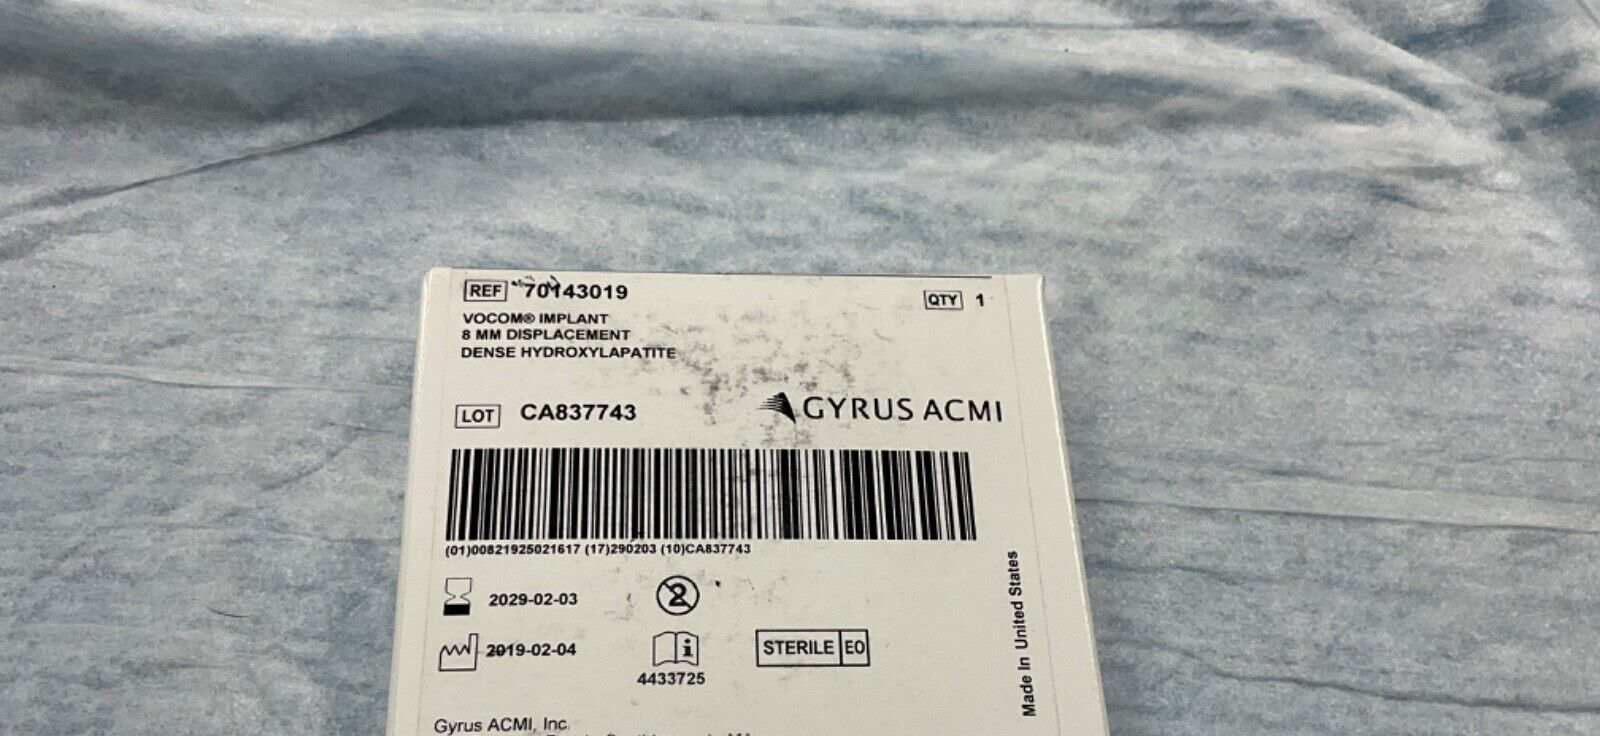 REF 70143019
QTY 1
VOCOM® IMPLANT
8 MM DISPLACEMENT
DENSE HYDROXYLAPATITE
LOT CA837743
GYRUS ACMI
(01)00821925021617 (17)290203 (10)CA837743
2029-02-03
2
2019-02-04
i
STERILE EO
4433725
Made In United States
Gyrus ACMI, Inc.